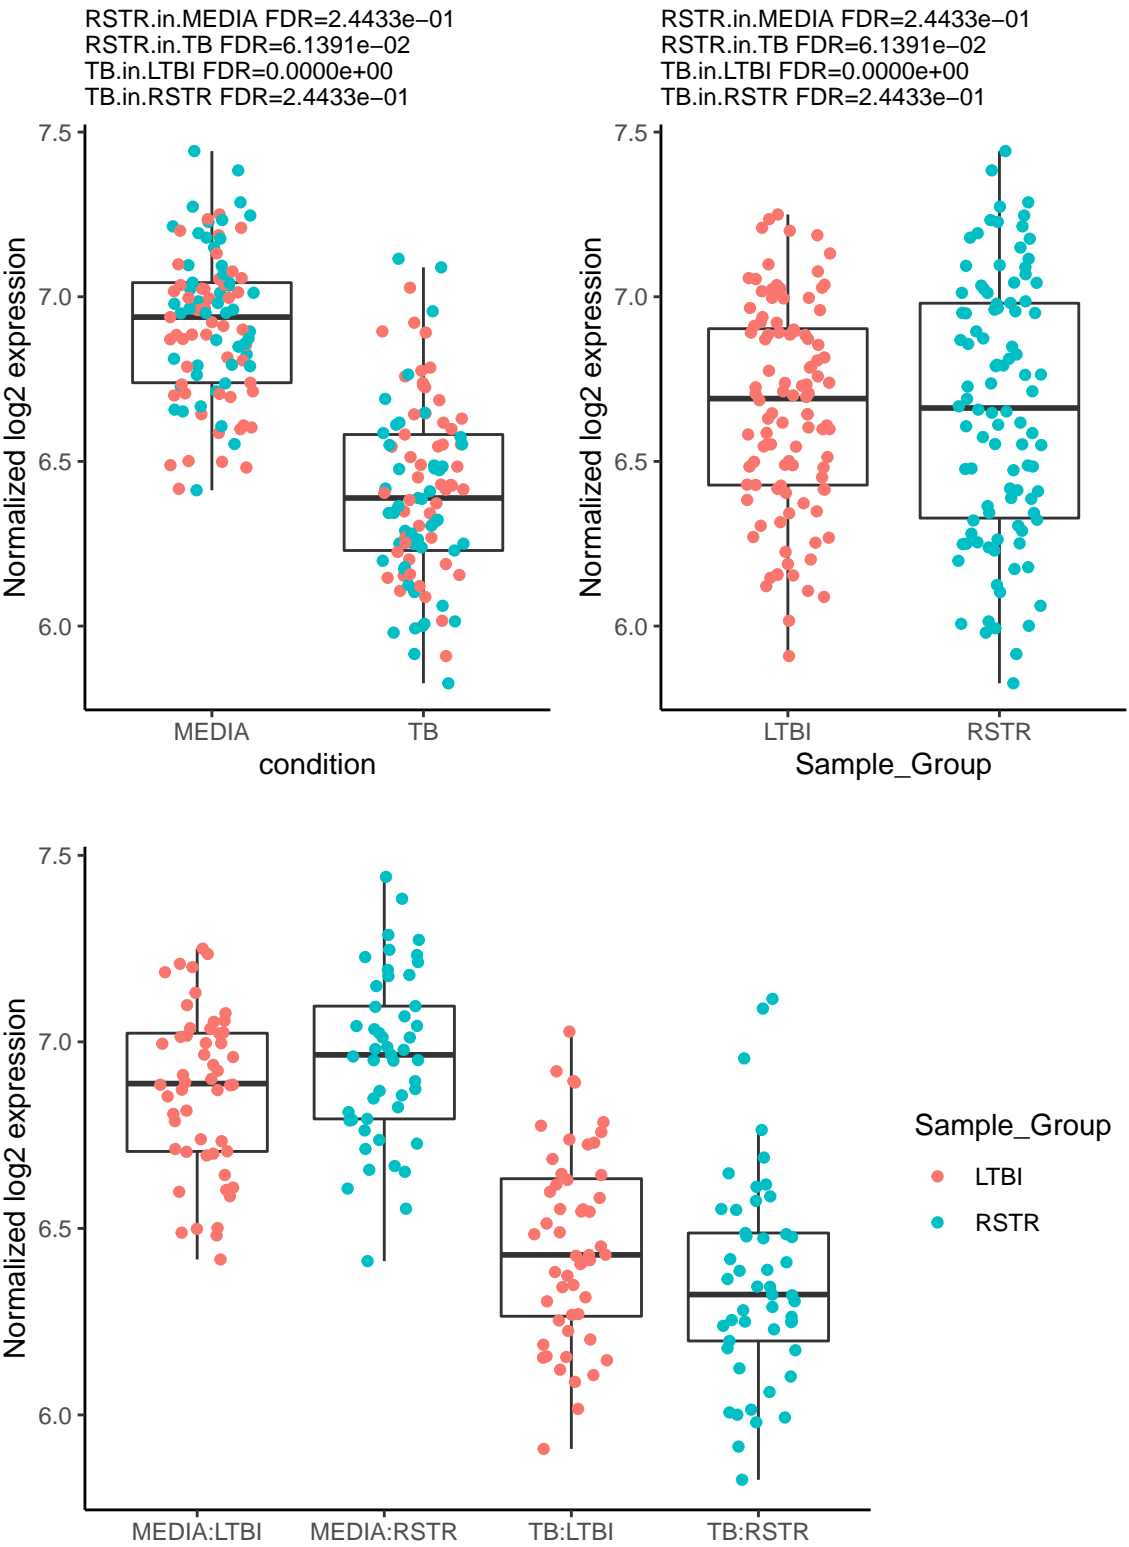 RSTR.in.MEDIA FDR=2.4433e−01
RSTR.in.TB FDR=6.1391e−02
TB.in.LTBI FDR=0.0000e+00
TB.in.RSTR FDR=2.4433e−01
7.5
7.0
6.5
6.0
Normalized log2 expression
MEDIA TB
condition
RSTR.in.MEDIA FDR=2.4433e−01
RSTR.in.TB FDR=6.1391e−02
TB.in.LTBI FDR=0.0000e+00
TB.in.RSTR FDR=2.4433e−01
7.5
7.0
6.5
6.0
Normalized log2 expression
LTBI RSTR
Sample_Group
7.5
7.0
6.5
6.0
Normalized log2 expression
MEDIA:LTBI MEDIA:RSTR TB:LTBI TB:RSTR
Sample_Group
LTBI
RSTR